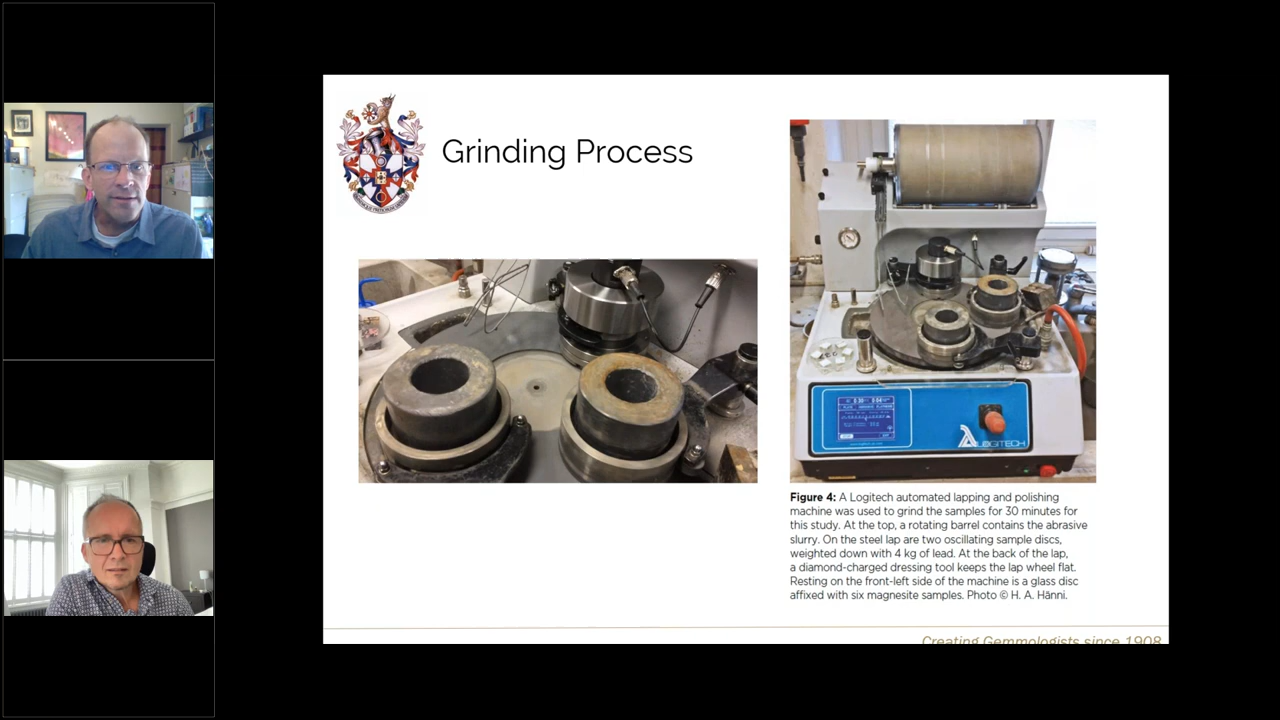 Grinding Process
LOGITECH
Figure 4: A Logitech automated lapping and polishing
machine was used to grind the samples for 30 minutes for
this study. At the top, a rotating barrel contains the abrasive
slurry. On the steel lap are two oscillating sample discs,
weighted down with 4 kg of lead. At the back of the lap,
a diamond-charged dressing tool keeps the lap wheel flat.
Resting on the front-left side of the machine is a glass disc
affixed with six magnesite samples. Photo © H. A. Hänni.
Creating Gemmologists since 1908